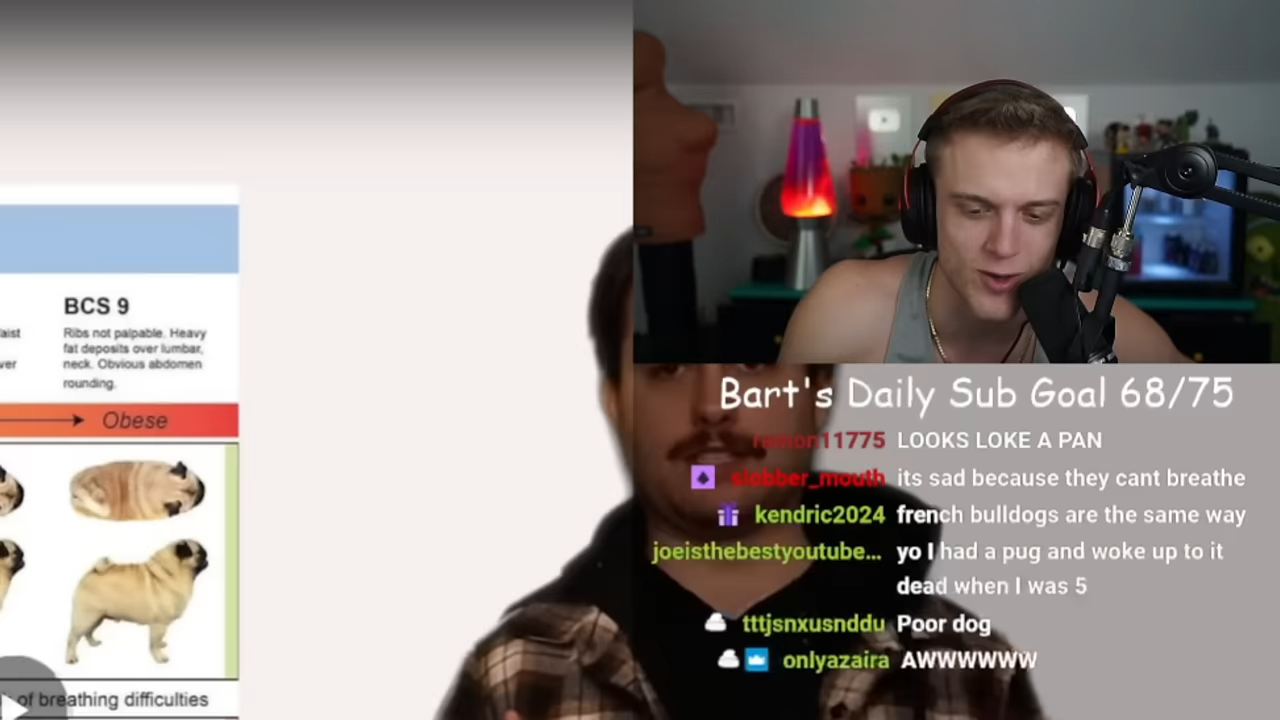 BCS 9
aist
Ribs not palpable. Heavy
fat deposits over lumbar,
ver
neck. Obvious abdomen
rounding.
Obese
of breathing difficulties
Bart's Daily Sub Goal 68/75
ramon11775 LOOKS LOKE A PAN
slobber_mouth its sad because they cant breathe
kendric2024 french bulldogs are the same way
joeisthebestyoutube... yo I had a pug and woke up to it
dead when I was 5
tttjsnxusnddu Poor dog
onlyazaira AWWWWWW